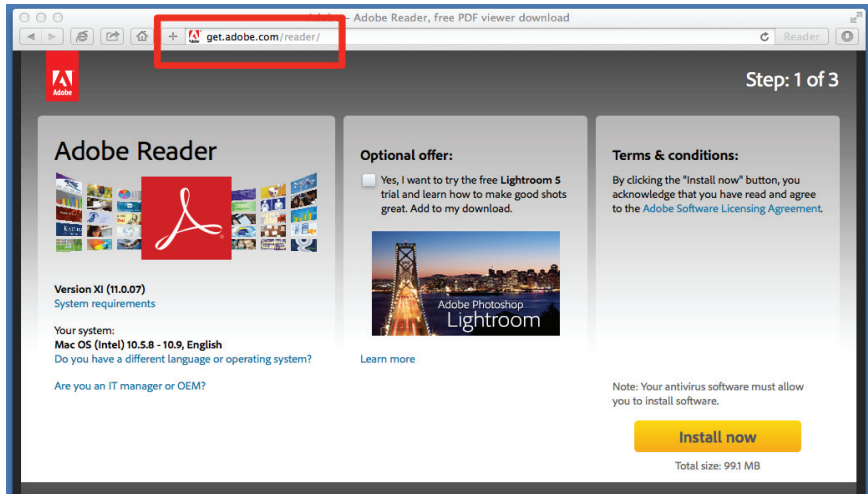 Adobe Reader, free PDF viewer download
get.adobe.com/reader/
Reader
Adobe
Step: 1 of 3
Adobe Reader
Version XI (11.0.07)
System requirements
Your system:
Mac OS (Intel) 10.5.8 - 10.9, English
Do you have a different language or operating system?
Are you an IT manager or OEM?
Optional offer:
Yes, I want to try the free Lightroom 5
trial and learn how to make good shots
great. Add to my download.
Adobe Photoshop
Lightroom
Learn more
Terms & conditions:
By clicking the "Install now" button, you
acknowledge that you have read and agree
to the Adobe Software Licensing Agreement.
Note: Your antivirus software must allow
you to install software.
Install now
Total size: 99.1 MB